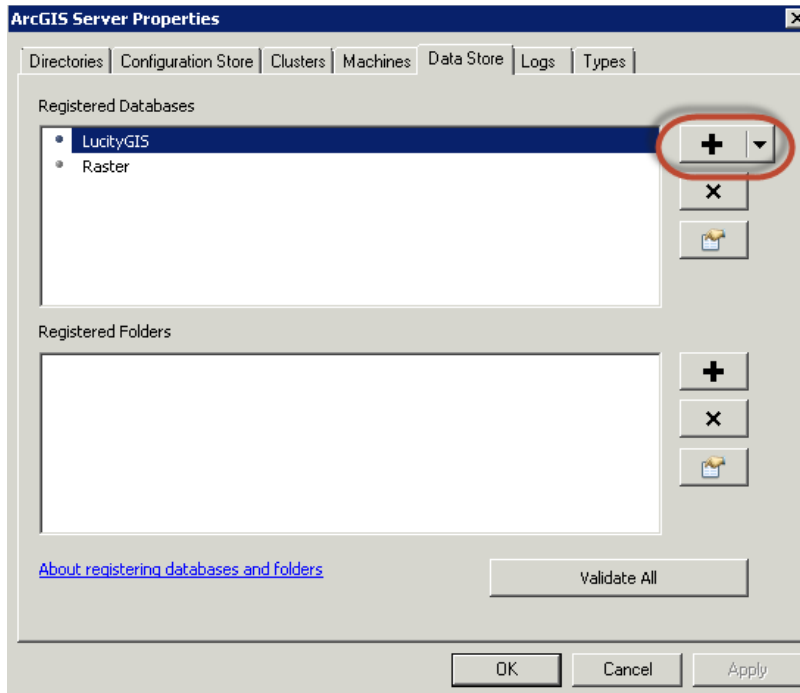 ArcGIS Server Properties
Directories Configuration Store Clusters Machines Data Store Logs Types
Registered Databases
LucityGIS
Raster
Registered Folders
About registering databases and folders
Validate All
OK Cancel Apply